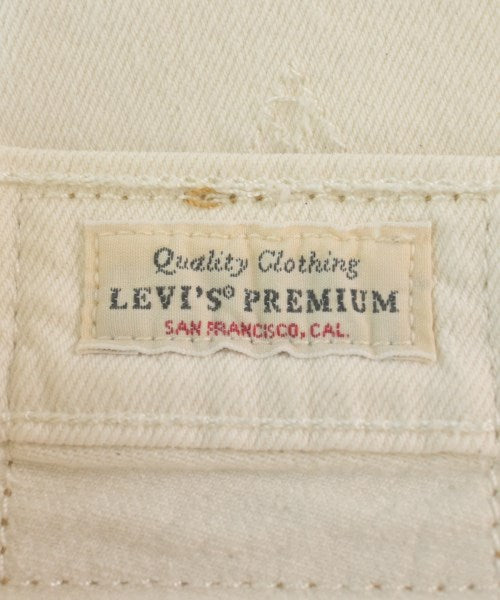 Quality Clothing
LEVI'S® PREMIUM
SAN FRANCISCO, CAL.